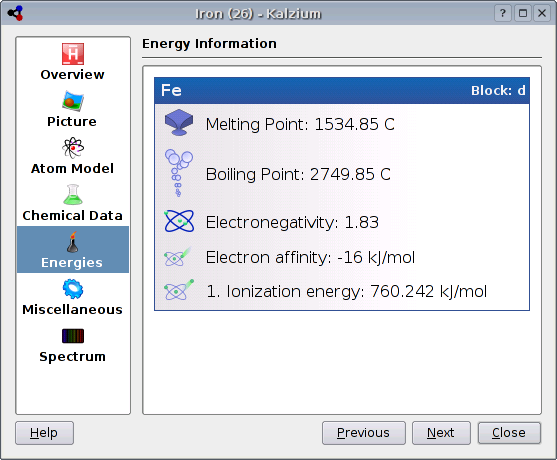 Iron (26) - Kalzium
?
H
Overview
Picture
Atom Model
Chemical Data
Energies
Miscellaneous
Spectrum
Energy Information
Fe Block: d
Melting Point: 1534.85 C
Boiling Point: 2749.85 C
Electronegativity: 1.83
Electron affinity: -16 kJ/mol
1. Ionization energy: 760.242 kJ/mol
Help Previous Next Close